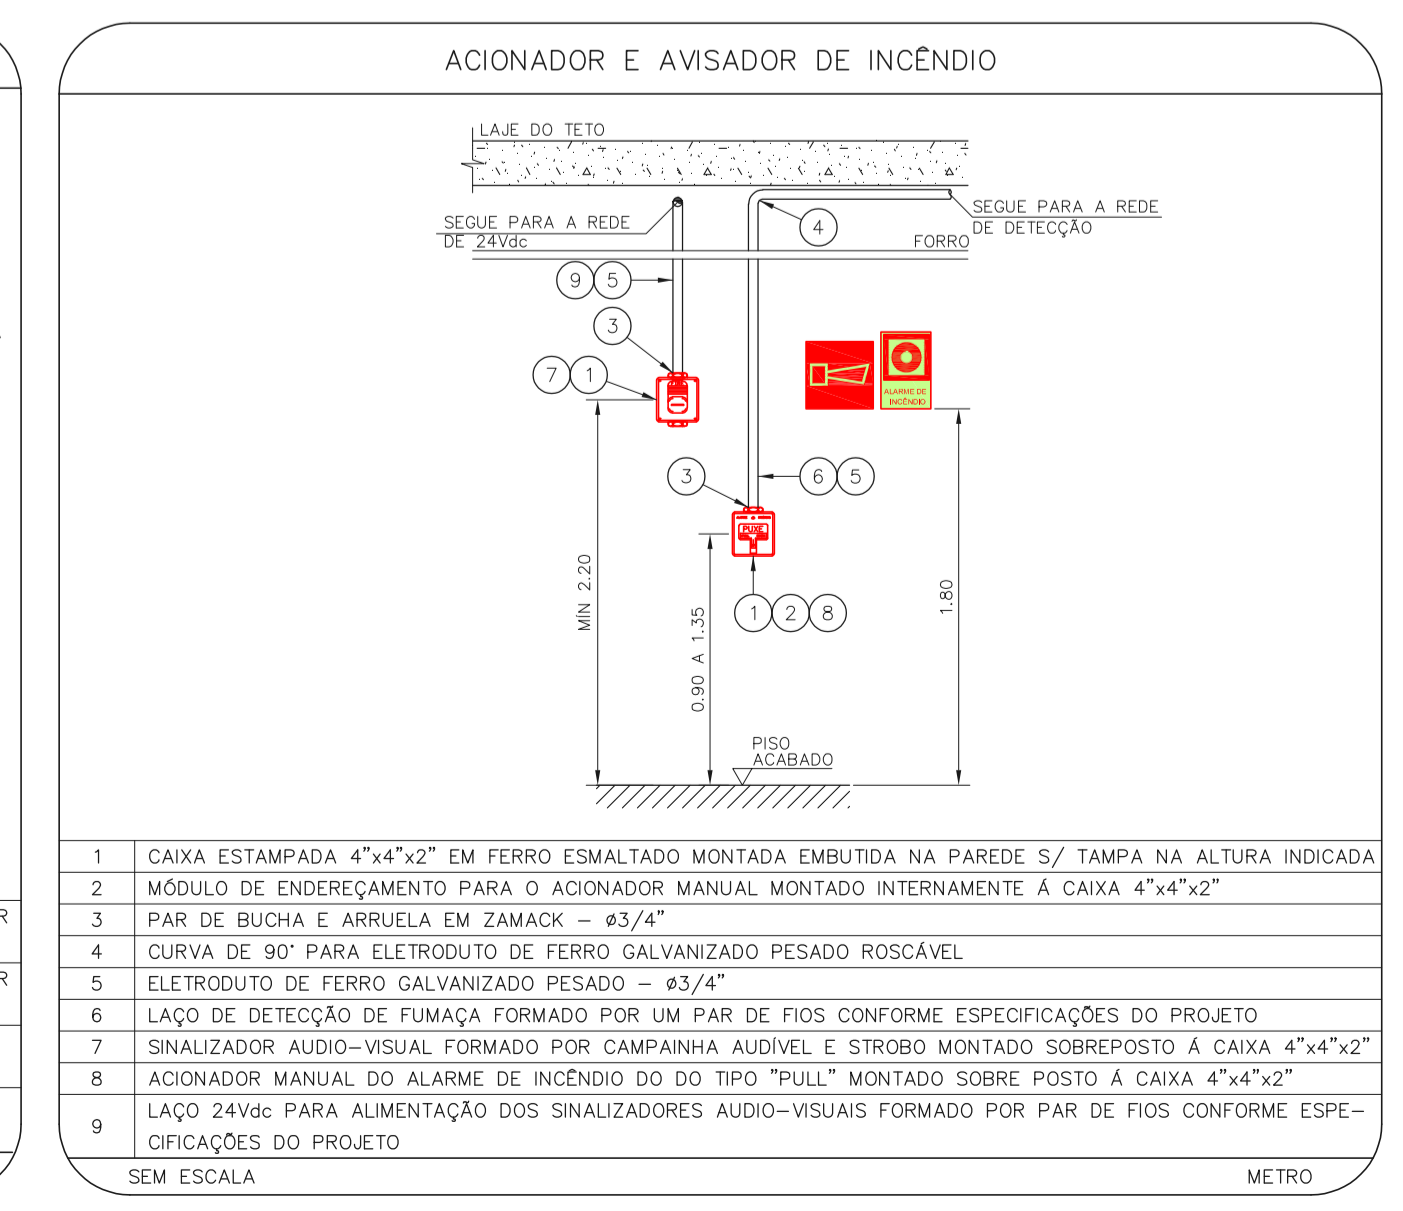 ACIONADOR E AVISADOR DE INCÊNDIO
LAJE DO TETO
SEGUE PARA A REDE
DE 24Vdc
SEGUE PARA A REDE
DE DETECÇÃO
4
FORRO
9 5
3
7 1
ALARME DE
INCÊNDIO
3
6 5
PUXE
MÍN 2.20
0.90 A 1.35
1.80
1 2 8
PISO
ACABADO
1 CAIXA ESTAMPADA 4"x4"x2" EM FERRO ESMALTADO MONTADA EMBUTIDA NA PAREDE S/ TAMPA NA ALTURA INDICADA
2 MÓDULO DE ENDEREÇAMENTO PARA O ACIONADOR MANUAL MONTADO INTERNAMENTE Á CAIXA 4"x4"x2"
3 PAR DE BUCHA E ARRUELA EM ZAMACK – ø3/4"
4 CURVA DE 90° PARA ELETRODUTO DE FERRO GALVANIZADO PESADO ROSCÁVEL
5 ELETRODUTO DE FERRO GALVANIZADO PESADO – ø3/4"
6 LAÇO DE DETECÇÃO DE FUMAÇA FORMADO POR UM PAR DE FIOS CONFORME ESPECIFICAÇÕES DO PROJETO
7 SINALIZADOR AUDIO–VISUAL FORMADO POR CAMPAINHA AUDÍVEL E STROBO MONTADO SOBREPOSTO Á CAIXA 4"x4"x2"
8 ACIONADOR MANUAL DO ALARME DE INCÊNDIO DO DO TIPO "PULL" MONTADO SOBRE POSTO Á CAIXA 4"x4"x2"
9 LAÇO 24Vdc PARA ALIMENTAÇÃO DOS SINALIZADORES AUDIO–VISUAIS FORMADO POR PAR DE FIOS CONFORME ESPE–
CIFICAÇÕES DO PROJETO
SEM ESCALA
METRO
R
R